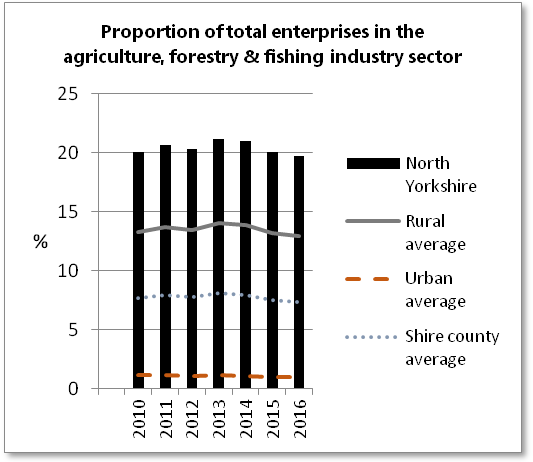 Proportion of total enterprises in the
agriculture, forestry & fishing industry sector
25
20
15
10
5
0
%
2010
2011
2012
2013
2014
2015
2016
North
Yorkshire
Rural
average
Urban
average
Shire county
average